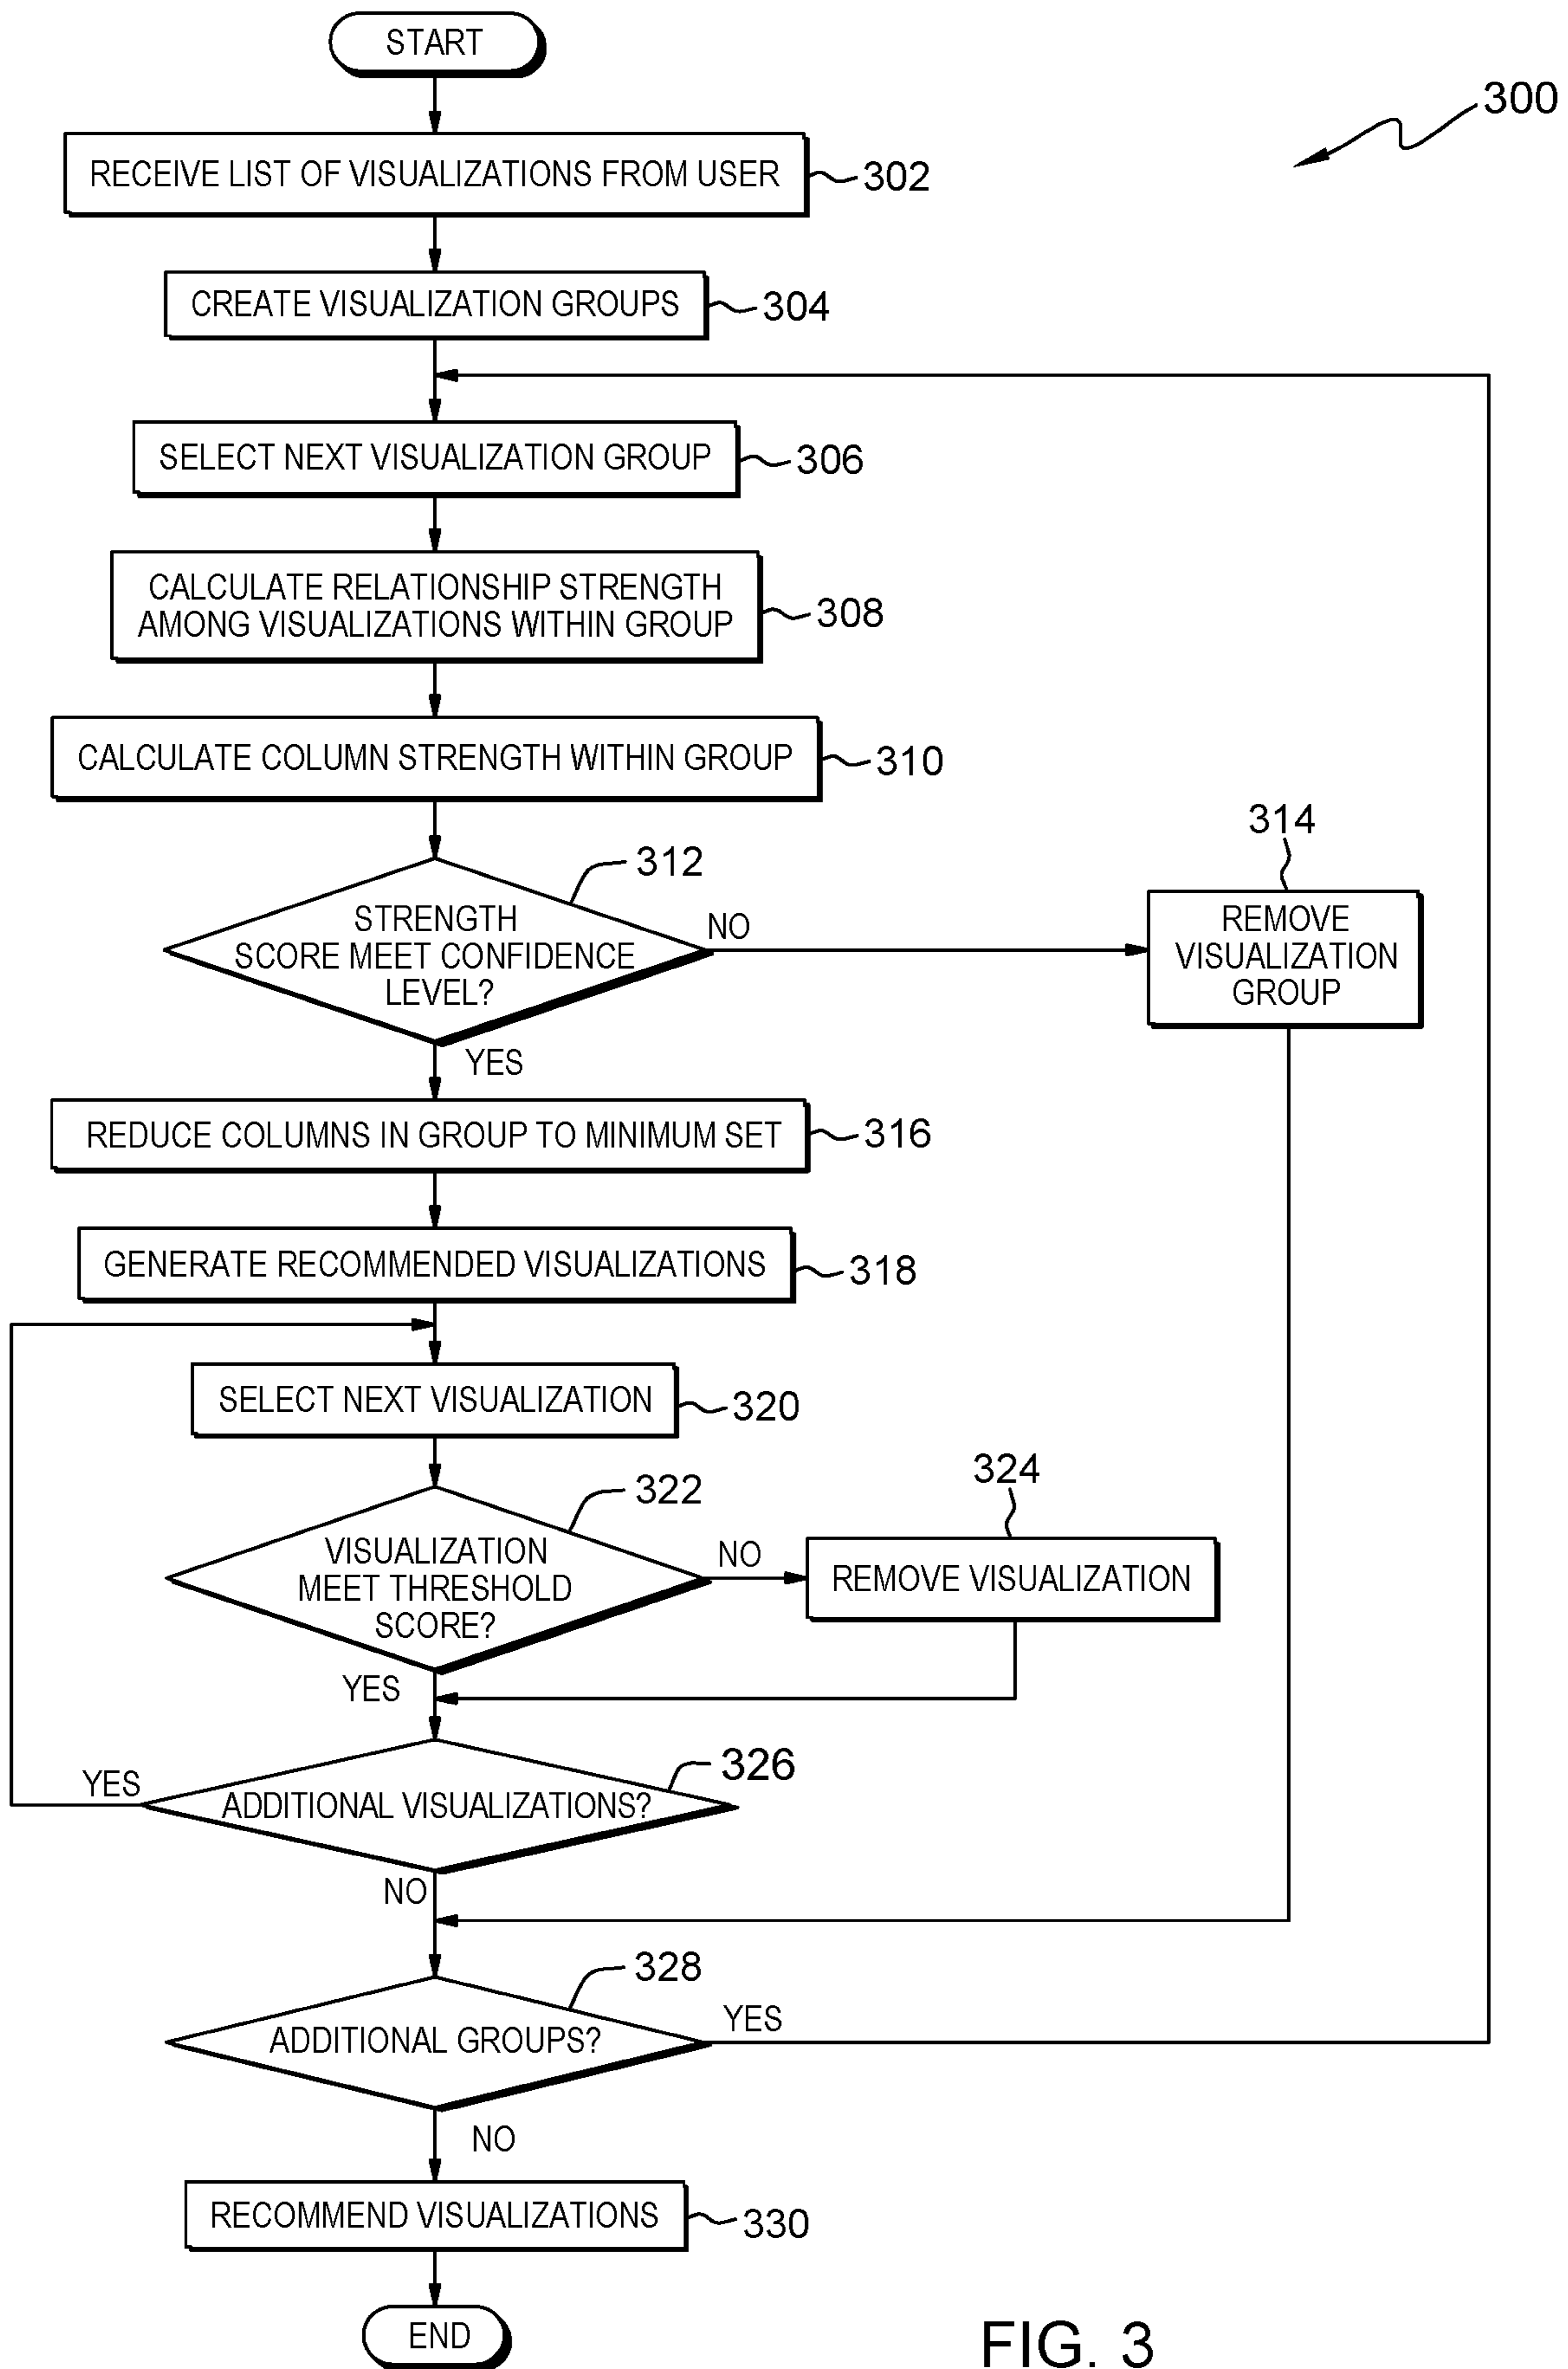 START
300
RECEIVE LIST OF VISUALIZATIONS FROM USER
302
CREATE VISUALIZATION GROUPS
304
SELECT NEXT VISUALIZATION GROUP
306
CALCULATE RELATIONSHIP STRENGTH
AMONG VISUALIZATIONS WITHIN GROUP
308
CALCULATE COLUMN STRENGTH WITHIN GROUP
310
312
STRENGTH
SCORE MEET CONFIDENCE
LEVEL?
NO
314
REMOVE
VISUALIZATION
GROUP
YES
REDUCE COLUMNS IN GROUP TO MINIMUM SET
316
GENERATE RECOMMENDED VISUALIZATIONS
318
SELECT NEXT VISUALIZATION
320
322
VISUALIZATION
MEET THRESHOLD
SCORE?
NO
324
REMOVE VISUALIZATION
YES
326
YES
ADDITIONAL VISUALIZATIONS?
NO
328
ADDITIONAL GROUPS?
YES
NO
RECOMMEND VISUALIZATIONS
330
END
FIG. 3